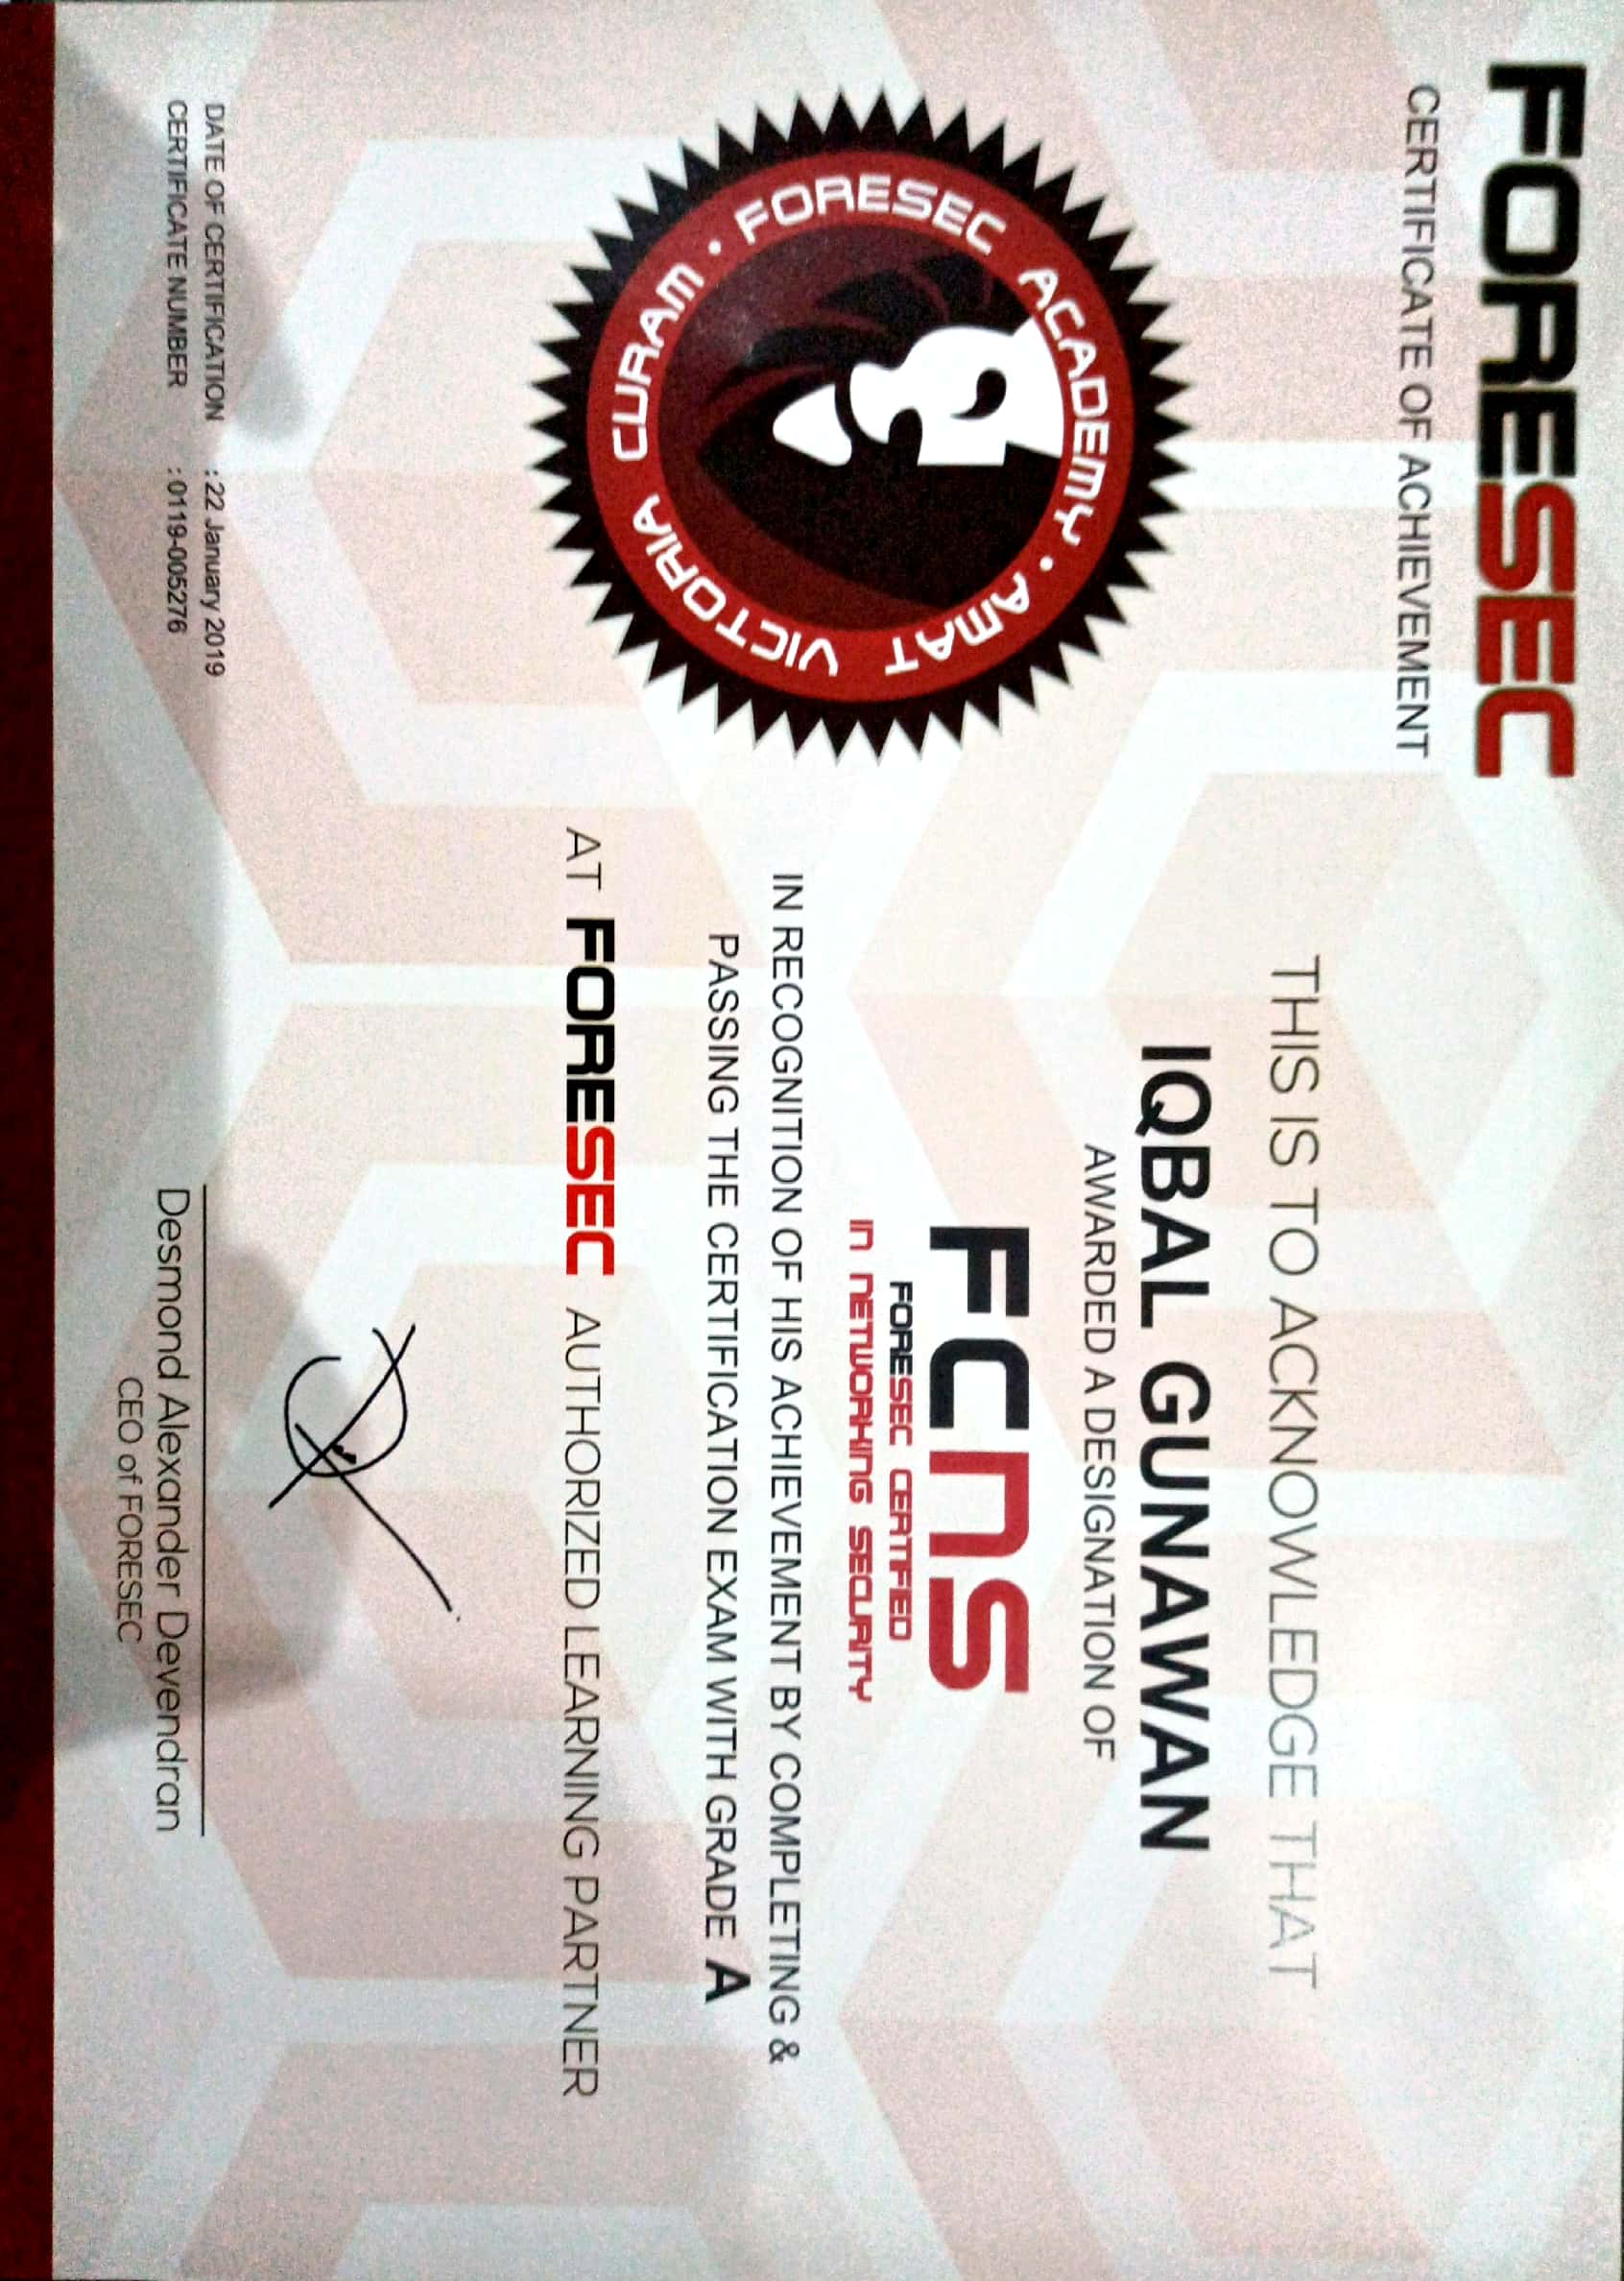 FORESEC
CERTIFICATE OF ACHIEVEMENT
THIS IS TO ACKNOWLEDGE THAT
IQBAL GUNAWAN
AWARDED A DESIGNATION OF
FCNS
FORESEC CERTIFIED
IN NETWORKING SECURITY
IN RECOGNITION OF HIS ACHIEVEMENT BY COMPLETING &
PASSING THE CERTIFICATION EXAM WITH GRADE A
AT FORESEC AUTHORIZED LEARNING PARTNER
FORESEC ACADEMY · AMAT VICTORIA CURAM ·
DATE OF CERTIFICATION : 22 January 2019
CERTIFICATE NUMBER : 0119-005276
Desmond Alexander Devendran
CEO of FORESEC